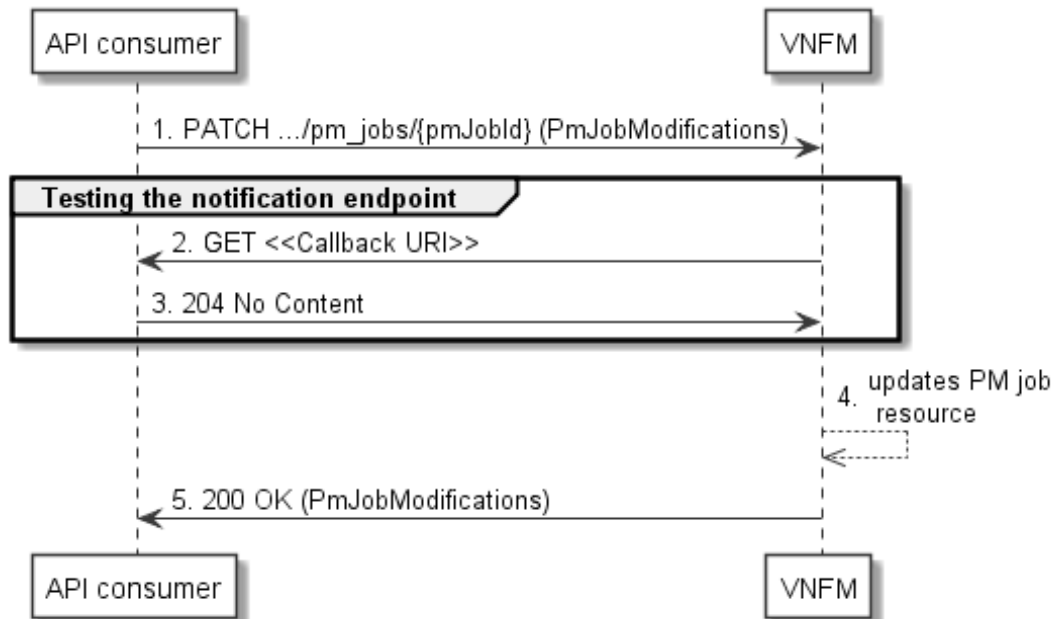 API consumer
VNFM
1. PATCH .../pm_jobs/{pmJobId} (PmJobModifications)
Testing the notification endpoint
2. GET <<Callback URI>>
3. 204 No Content
4. updates PM job
resource
5. 200 OK (PmJobModifications)
API consumer
VNFM